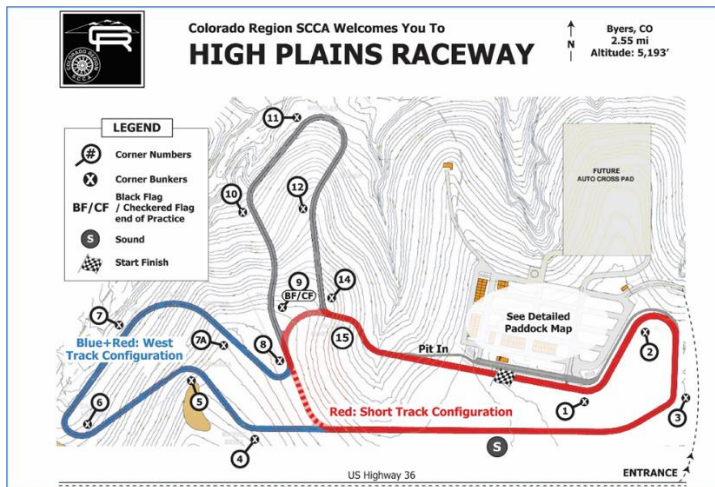 Colorado Region SCCA Welcomes You To
HIGH PLAINS RACEWAY
N
Byers, CO
2.55 mi
Altitude: 5,193'
COLORADO REGION
SCCA
LEGEND
# Corner Numbers
X Corner Bunkers
BF/CF Black Flag
/ Checkered Flag
end of Practice
S Sound
Start Finish
11
10
12
9
BF/CF
14
15
7
Blue+Red: West
Track Configuration
7A
8
6
5
4
FUTURE
AUTO CROSS PAD
See Detailed
Paddock Map
Pit In
2
1
3
Red: Short Track Configuration
S
ENTRANCE
US Highway 36